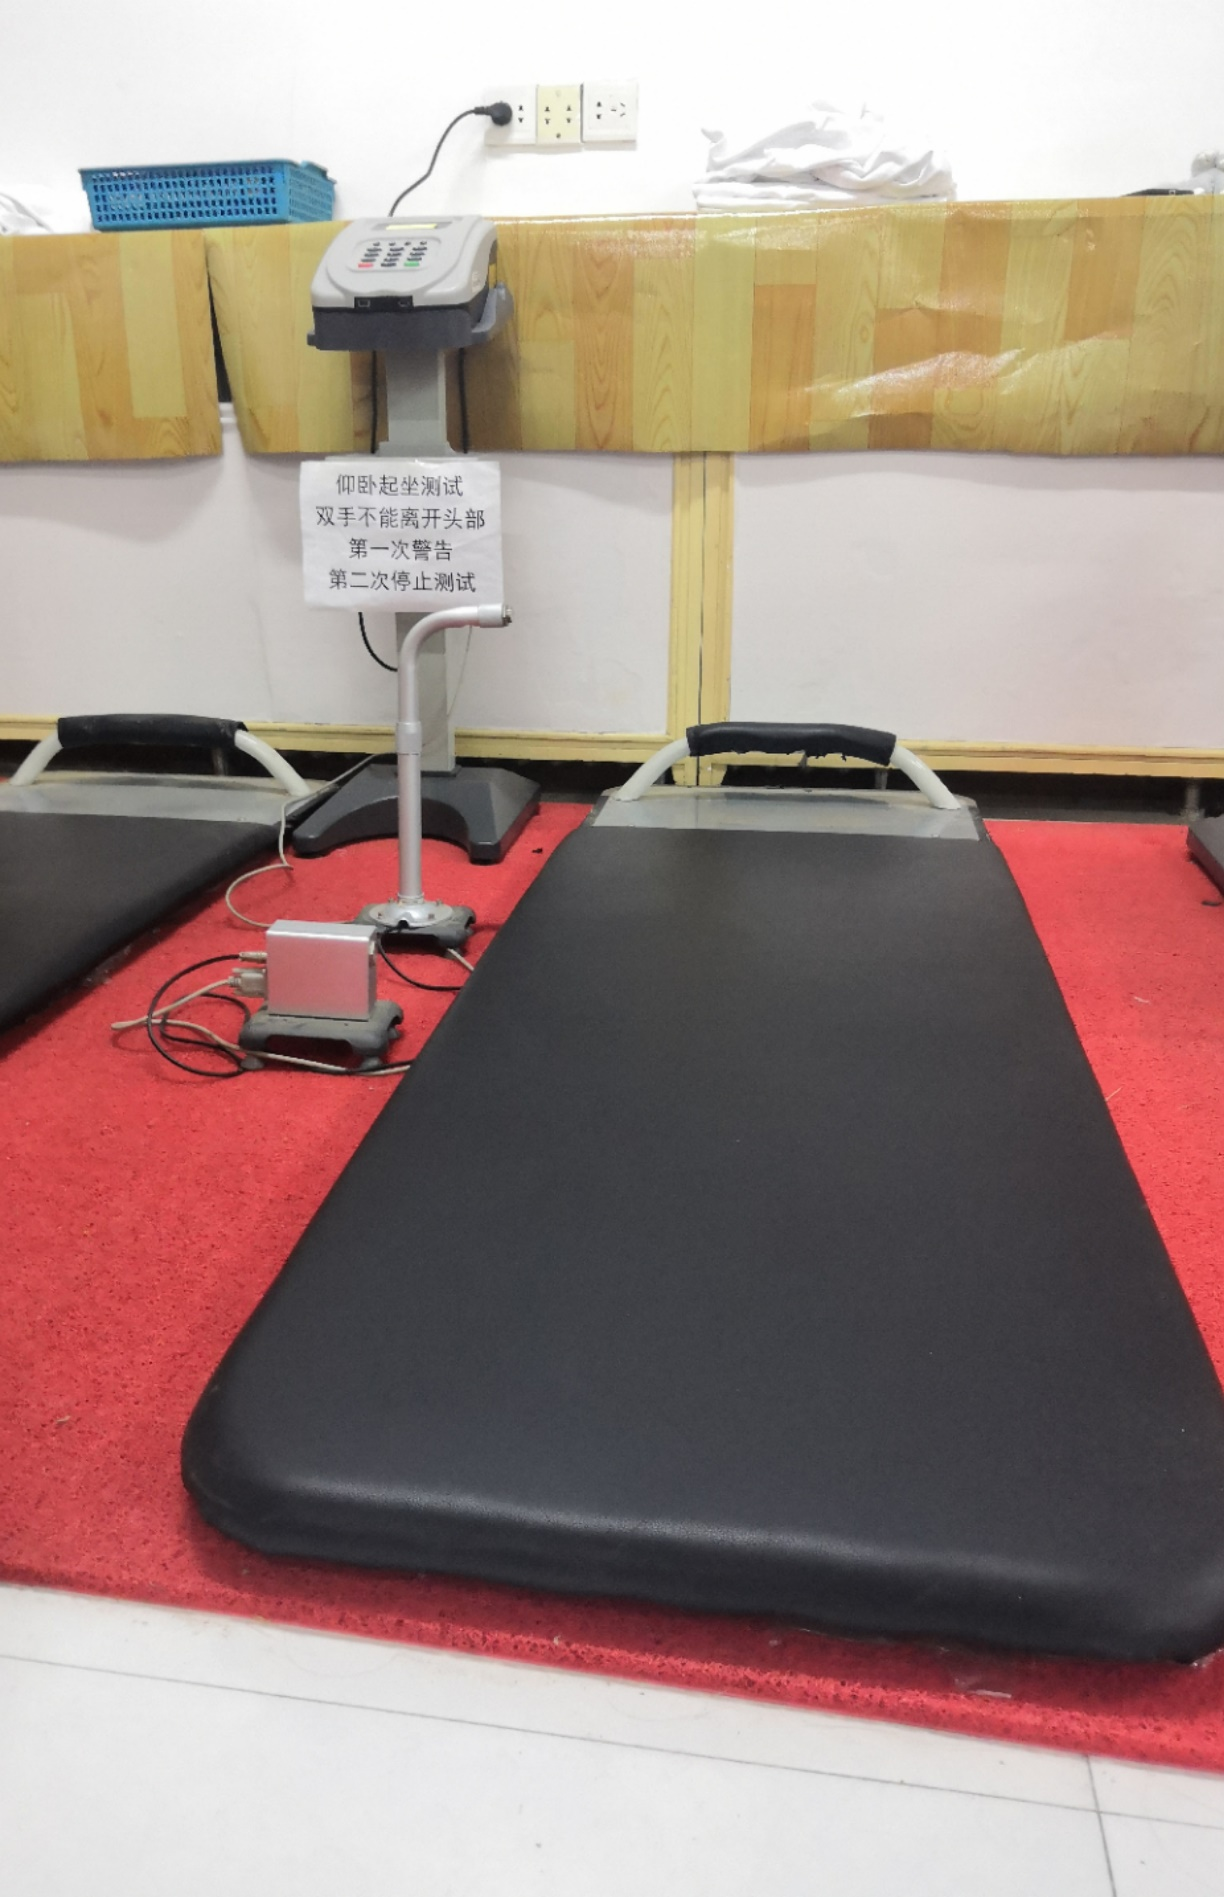 仰卧起坐测试
双手不能离开头部
第一次警告
第二次停止测试